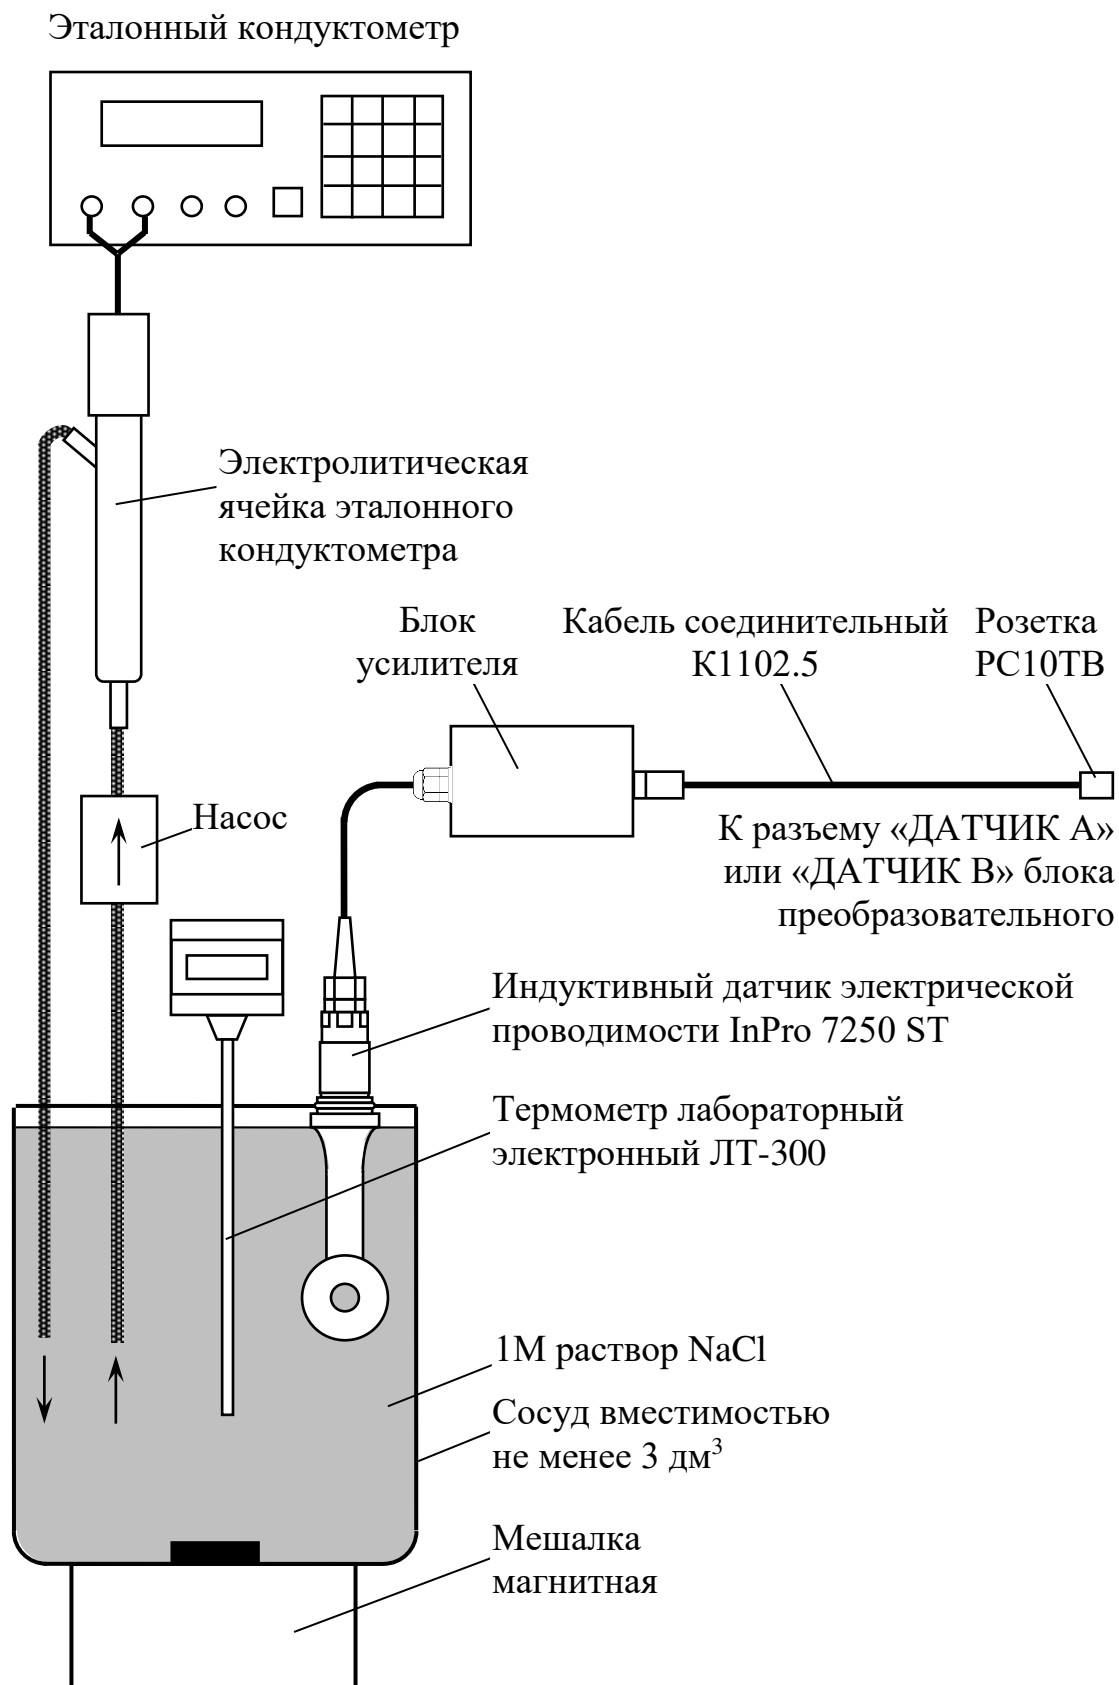 Эталонный кондуктометр
Электролитическая
ячейка эталонного
кондуктометра
Блок
усилителя
Кабель соединительный
К1102.5
Розетка
РС10ТВ
Насос
К разъему «ДАТЧИК А»
или «ДАТЧИК В» блока
преобразовательного
Индуктивный датчик электрической
проводимости InPro 7250 ST
Термометр лабораторный
электронный ЛТ-300
1М раствор NaCl
Сосуд вместимостью
не менее 3 дм³
Мешалка
магнитная